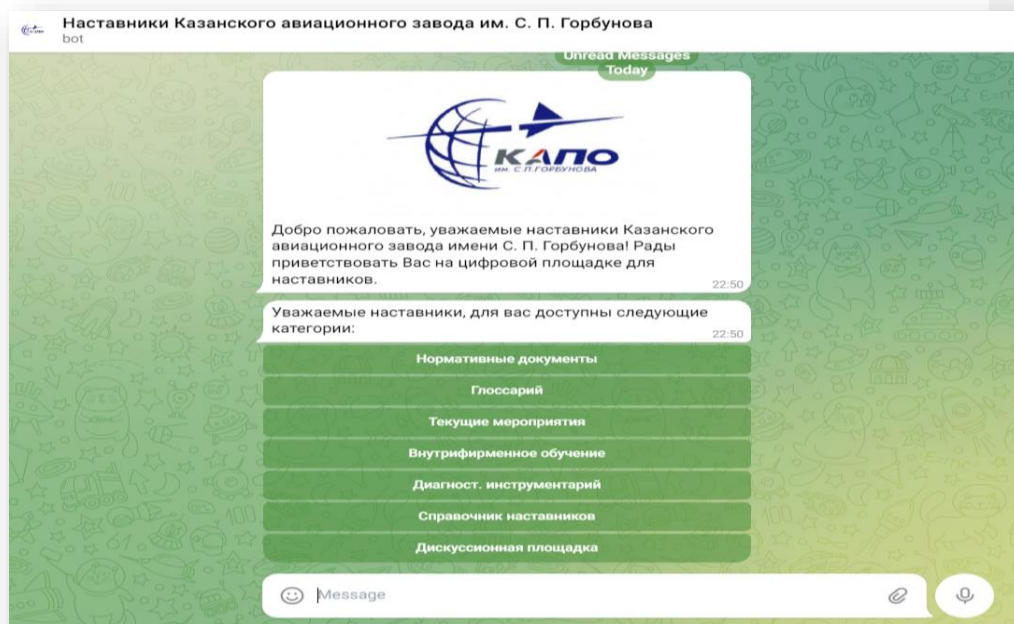 Наставники Казанского авиационного завода им. С. П. Горбунова
bot
Unread Messages
Today
КАПО
ИМ. С.П.ГОРБУНОВА
Добро пожаловать, уважаемые наставники Казанского
авиационного завода имени С. П. Горбунова! Рады
приветствовать Вас на цифровой площадке для
наставников.
22:50
Уважаемые наставники, для вас доступны следующие
категории:
22:50
Нормативные документы
Глоссарий
Текущие мероприятия
Внутрифирменное обучение
Диагност. инструментарий
Справочник наставников
Дискуссионная площадка
Message